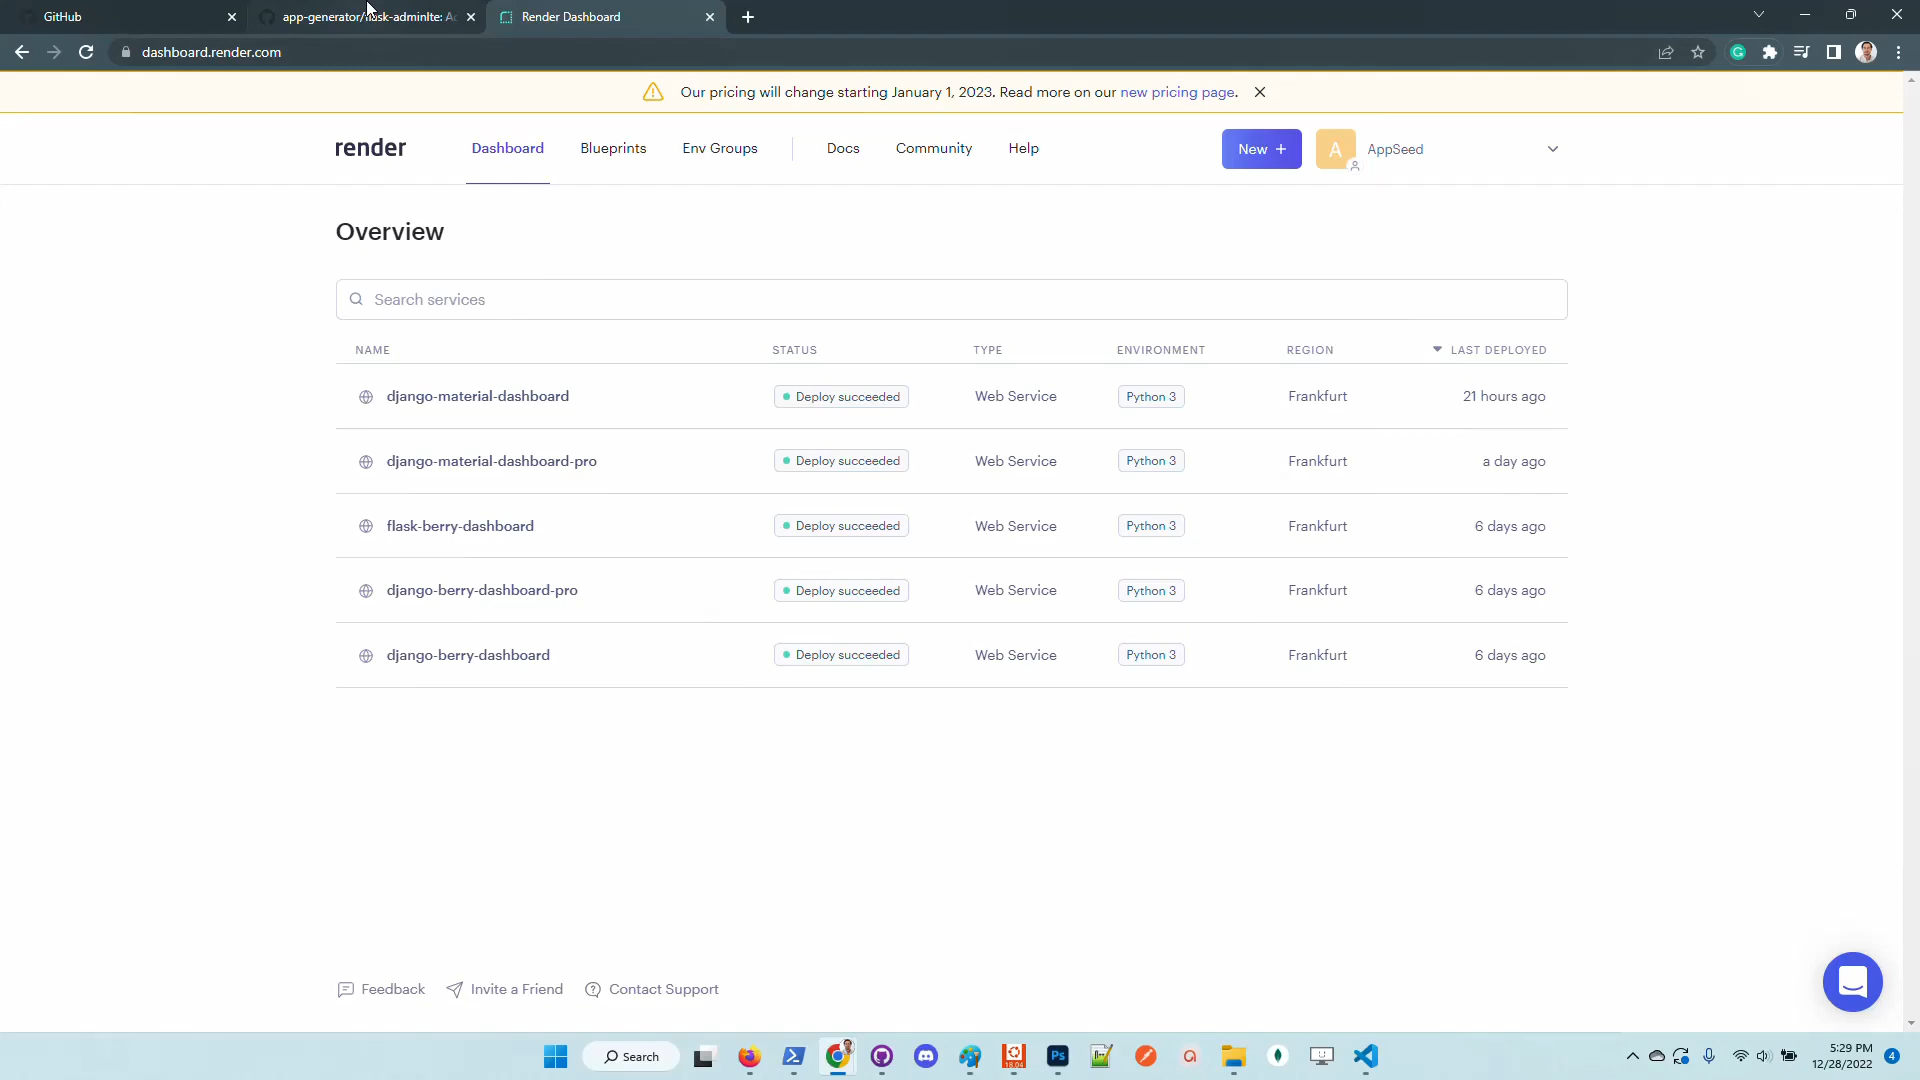 GitHub
app-generator/flask-adminlte: Ad
Render Dashboard
dashboard.render.com
Our pricing will change starting January 1, 2023. Read more on our new pricing page.
render
Dashboard
Blueprints
Env Groups
Docs
Community
Help
New +
A
AppSeed
Overview
Search services
NAME STATUS TYPE ENVIRONMENT REGION LAST DEPLOYED
django-material-dashboard Deploy succeeded Web Service Python 3 Frankfurt 21 hours ago
django-material-dashboard-pro Deploy succeeded Web Service Python 3 Frankfurt a day ago
flask-berry-dashboard Deploy succeeded Web Service Python 3 Frankfurt 6 days ago
django-berry-dashboard-pro Deploy succeeded Web Service Python 3 Frankfurt 6 days ago
django-berry-dashboard Deploy succeeded Web Service Python 3 Frankfurt 6 days ago
Feedback
Invite a Friend
Contact Support
Search
Ps
18.04
5:29 PM
12/28/2022
4